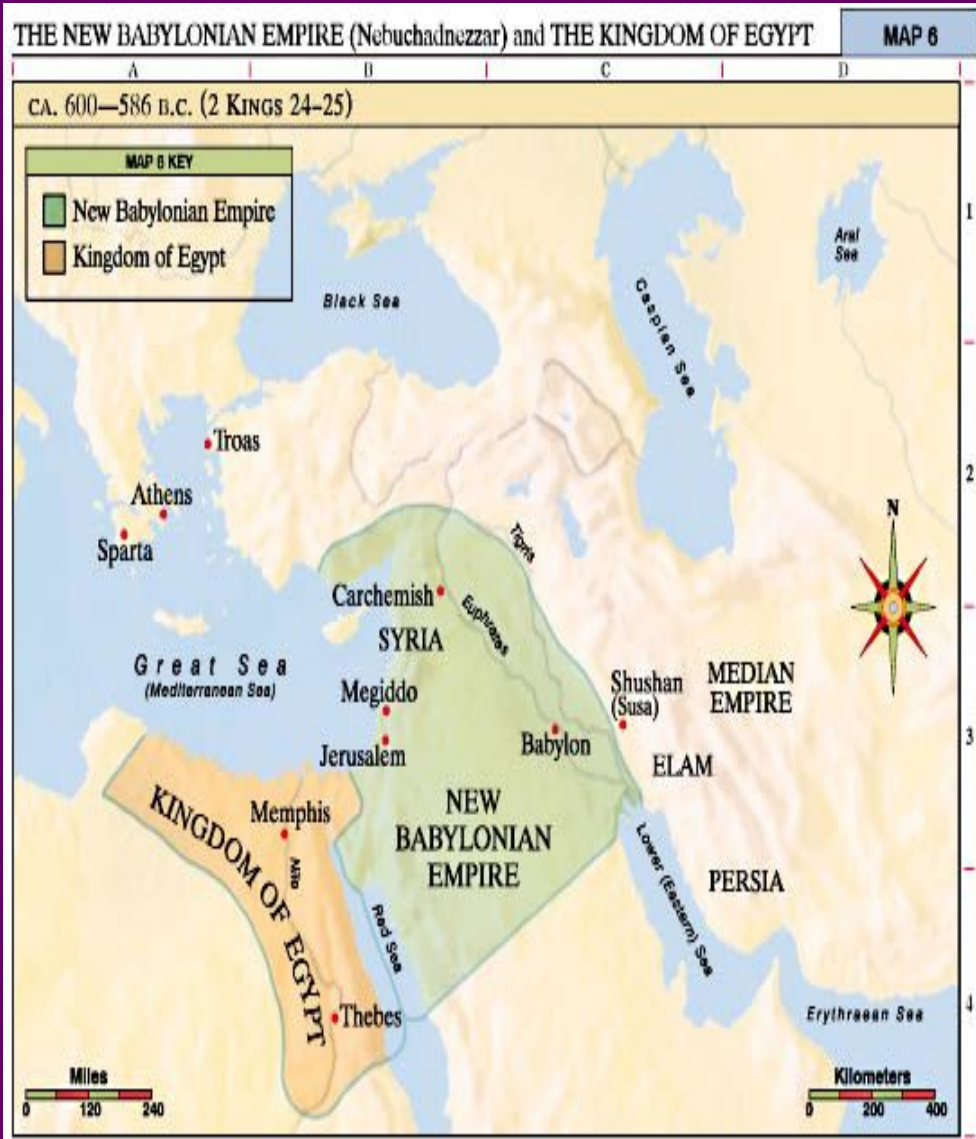 THE NEW BABYLONIAN EMPIRE (Nebuchadnezzar) and THE KINGDOM OF EGYPT
MAP 6
A B C D
CA. 600—586 B.C. (2 KINGS 24–25)
MAP 6 KEY
New Babylonian Empire
Kingdom of Egypt
1
Aral
Sea
Black Sea
Caspian Sea
Troas
2
Athens
Sparta
N
Tigris
Carchemish
Euphrates
SYRIA
Great Sea
(Mediterranean Sea)
Megiddo
Shushan
(Susa)
MEDIAN
EMPIRE
3
Jerusalem
Babylon
ELAM
NEW
BABYLONIAN
EMPIRE
KINGDOM OF EGYPT
Memphis
Nile
Red Sea
Lower (Eastern) Sea
PERSIA
Thebes
Erythraean Sea
4
Miles
0 120 240
Kilometers
0 200 400